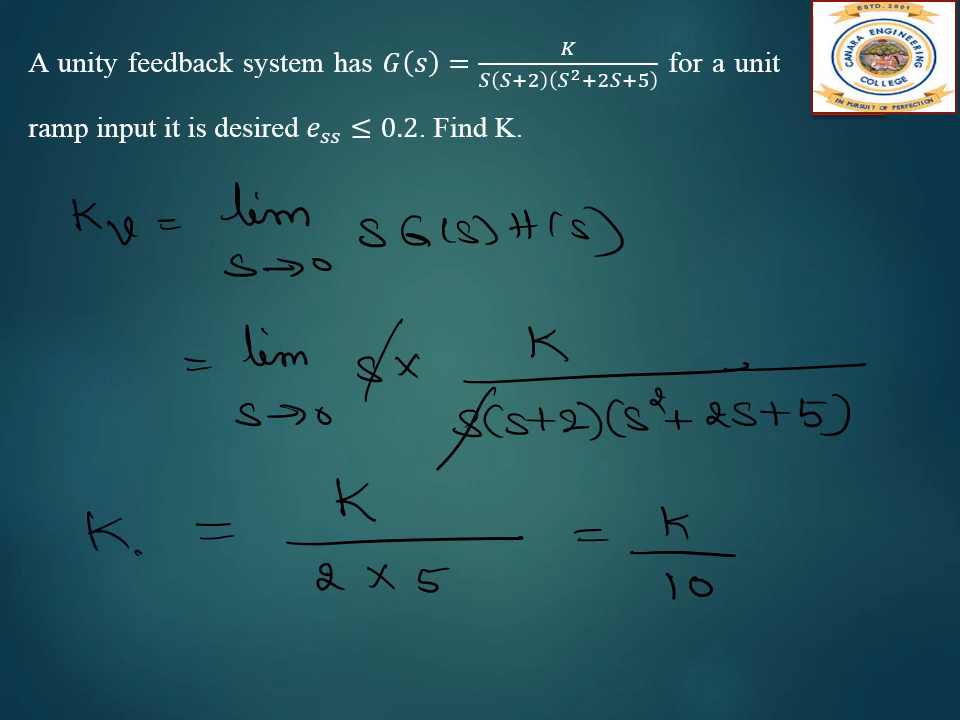 A unity feedback system has G(s) = K / S(S+2)(S²+2S+5) for a unit
ramp input it is desired e_ss ≤ 0.2. Find K.
ESTD. 2001
CANARA ENGINEERING
COLLEGE
IN PURSUIT OF PERFECTION
K_v = lim S→0 S G(S) H(S)
= lim S→0 S × K / S(S+2)(S²+2S+5)
K. = K / 2 × 5 = K / 10